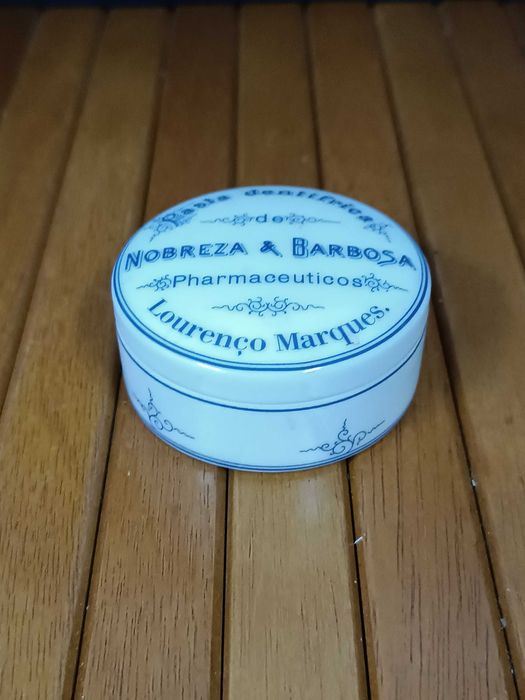 Pasta dentifrica
de
NOBREZA & BARBOSA
Pharmaceuticos
Lourenço Marques.